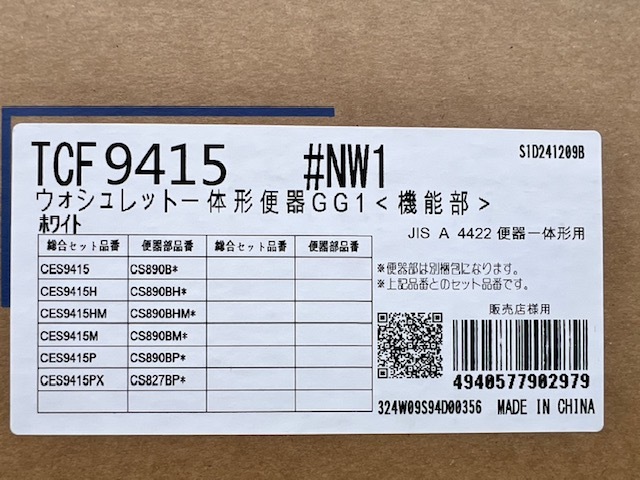 TCF9415 #NW1 S1D241209B
ウォシュレット一体形便器GG1<機能部>
ホワイト
JIS A 4422 便器一体形用
総合セット品番 便器部品番 総合セット品番 便器部品番
CES9415 CS890B*
CES9415H CS890BH*
CES9415HM CS890BHM*
CES9415M CS890BM*
CES9415P CS890BP*
CES9415PX CS827BP*
※便器部は別梱包になります。
※上記品番とのセット品番です。
販売店様用
4940577902979
324W09S94D00356 MADE IN CHINA